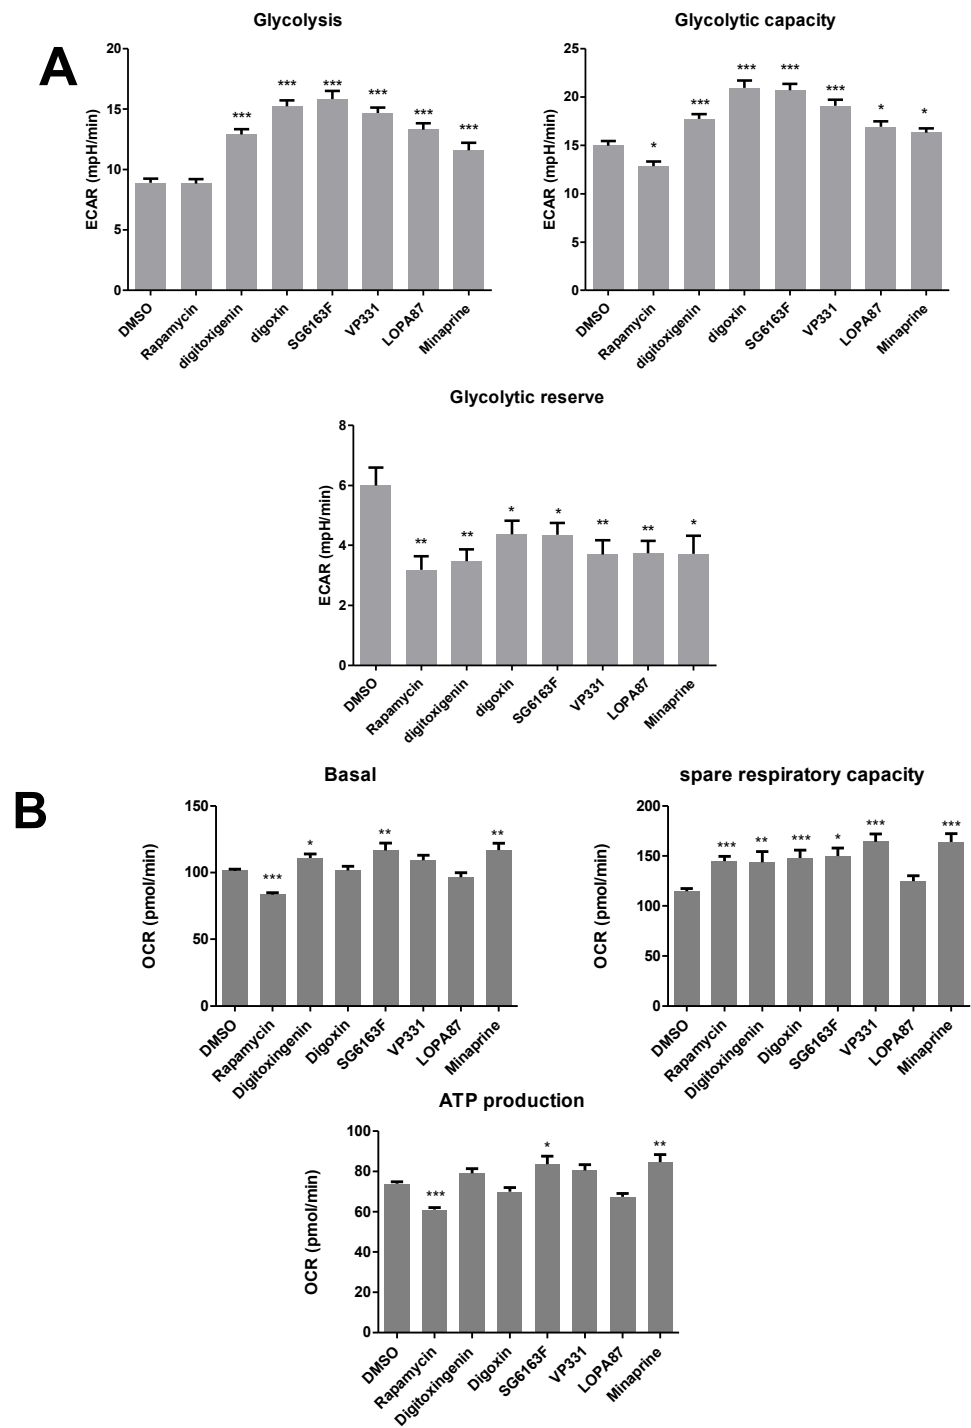 A
Glycolysis
ECAR (mpH/min)
20
15
10
5
0
***
***
***
***
***
***
DMSO
Rapamycin
digitoxigenin
digoxin
SG6163F
VP331
LOPA87
Minaprine
Glycolytic capacity
ECAR (mpH/min)
25
20
15
10
5
0
*
***
***
***
***
*
*
DMSO
Rapamycin
digitoxigenin
digoxin
SG6163F
VP331
LOPA87
Minaprine
Glycolytic reserve
ECAR (mpH/min)
8
6
4
2
0
**
**
*
*
**
**
*
DMSO
Rapamycin
digitoxigenin
digoxin
SG6163F
VP331
LOPA87
Minaprine
B
Basal
OCR (pmol/min)
150
100
50
0
***
*
**
**
DMSO
Rapamycin
Digitoxingenin
Digoxin
SG6163F
VP331
LOPA87
Minaprine
spare respiratory capacity
OCR (pmol/min)
200
150
100
50
0
***
**
***
*
***
***
DMSO
Rapamycin
Digitoxingenin
Digoxin
SG6163F
VP331
LOPA87
Minaprine
ATP production
OCR (pmol/min)
100
80
60
40
20
0
***
*
**
DMSO
Rapamycin
Digitoxingenin
Digoxin
SG6163F
VP331
LOPA87
Minaprine